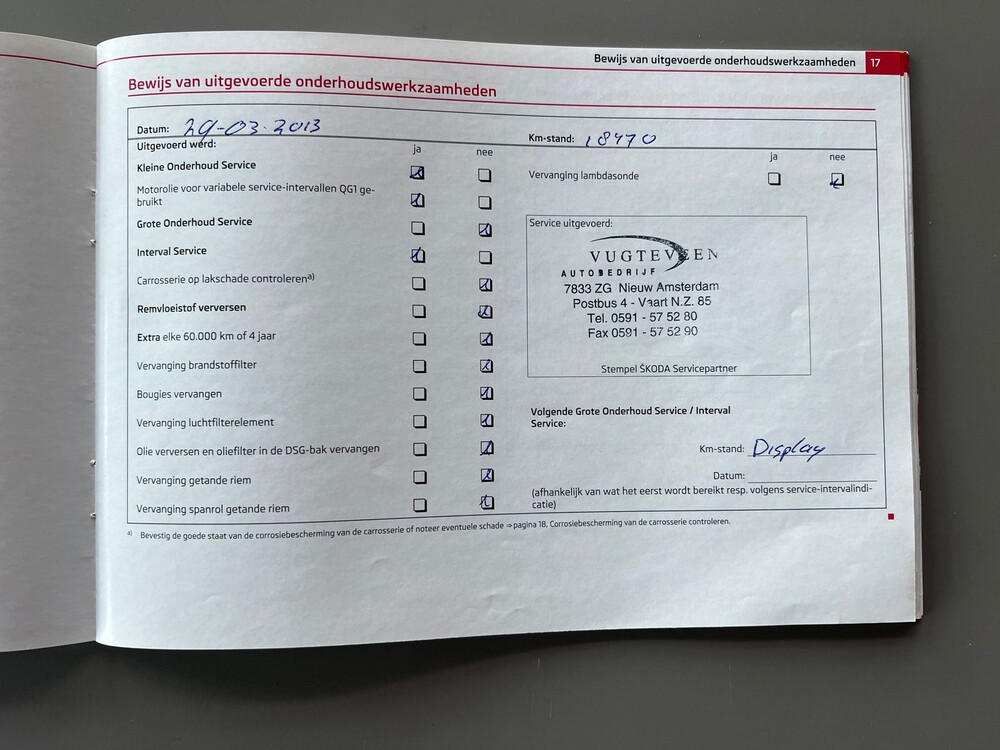 Bewijs van uitgevoerde onderhoudswerkzaamheden 17
Bewijs van uitgevoerde onderhoudswerkzaamheden
Datum: 29-03-2013
Uitgevoerd werd:
ja nee
Kleine Onderhoud Service
Motorolie voor variabele service-intervallen QG1 ge-
bruikt
Grote Onderhoud Service
Interval Service
Carrosserie op lakschade controleren a)
Remvloeistof verversen
Extra elke 60.000 km of 4 jaar
Vervanging brandstoffilter
Bougies vervangen
Vervanging luchtfilterelement
Olie verversen en oliefilter in de DSG-bak vervangen
Vervanging getande riem
Vervanging spanrol getande riem
Km-stand: 18470
ja nee
Vervanging lambdasonde
Service uitgevoerd:
VUGTEVEEN
AUTOBEDRIJF
7833 ZG Nieuw Amsterdam
Postbus 4 - Vaart N.Z. 85
Tel. 0591 - 57 52 80
Fax 0591 - 57 52 90
Stempel ŠKODA Servicepartner
Volgende Grote Onderhoud Service / Interval
Service:
Km-stand: Display
Datum:
(afhankelijk van wat het eerst wordt bereikt resp. volgens service-intervalindi-
catie)
a) Bevestig de goede staat van de corrosiebescherming van de carrosserie of noteer eventuele schade ⇒ pagina 18, Corrosiebescherming van de carrosserie controleren.